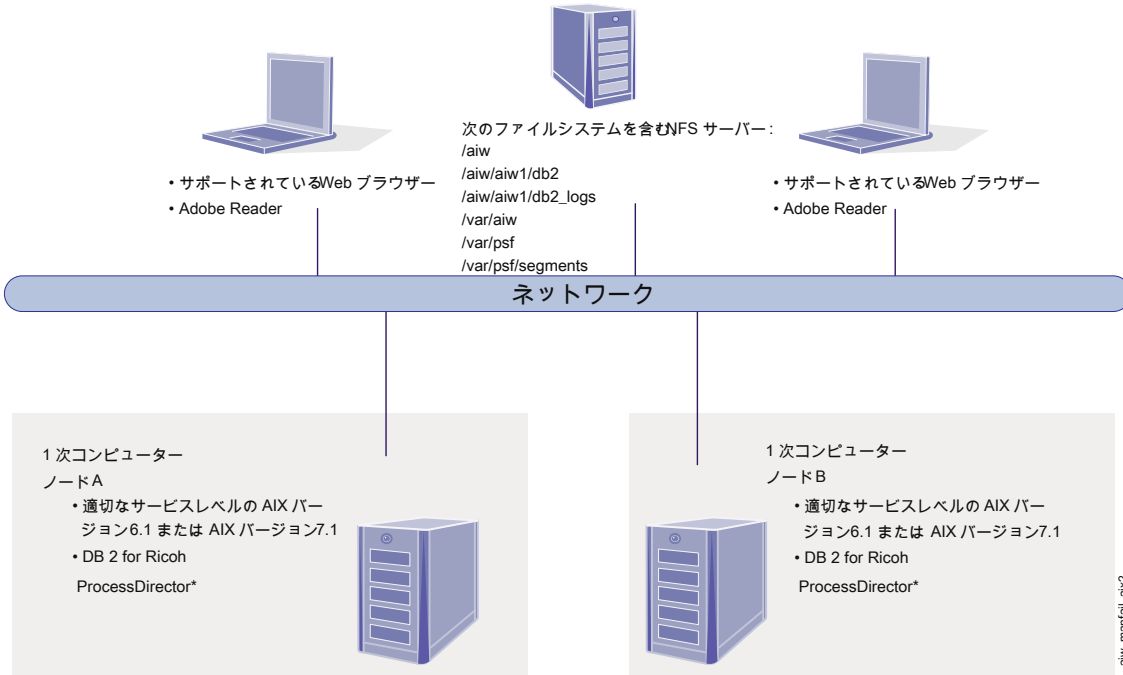 次のファイルシステムを含むNFS サーバー :
/aiw
/aiw/aiw1/db2
/aiw/aiw1/db2_logs
/var/aiw
/var/psf
/var/psf/segments
• サポートされているWeb ブラウザー
• Adobe Reader
• サポートされているWeb ブラウザー
• Adobe Reader
ネットワーク
1 次コンピューター
ノードA
• 適切なサービスレベルの AIX バー
ジョン6.1 または AIX バージョン7.1
• DB 2 for Ricoh
ProcessDirector*
1 次コンピューター
ノードB
• 適切なサービスレベルの AIX バー
ジョン6.1 または AIX バージョン7.1
• DB 2 for Ricoh
ProcessDirector*